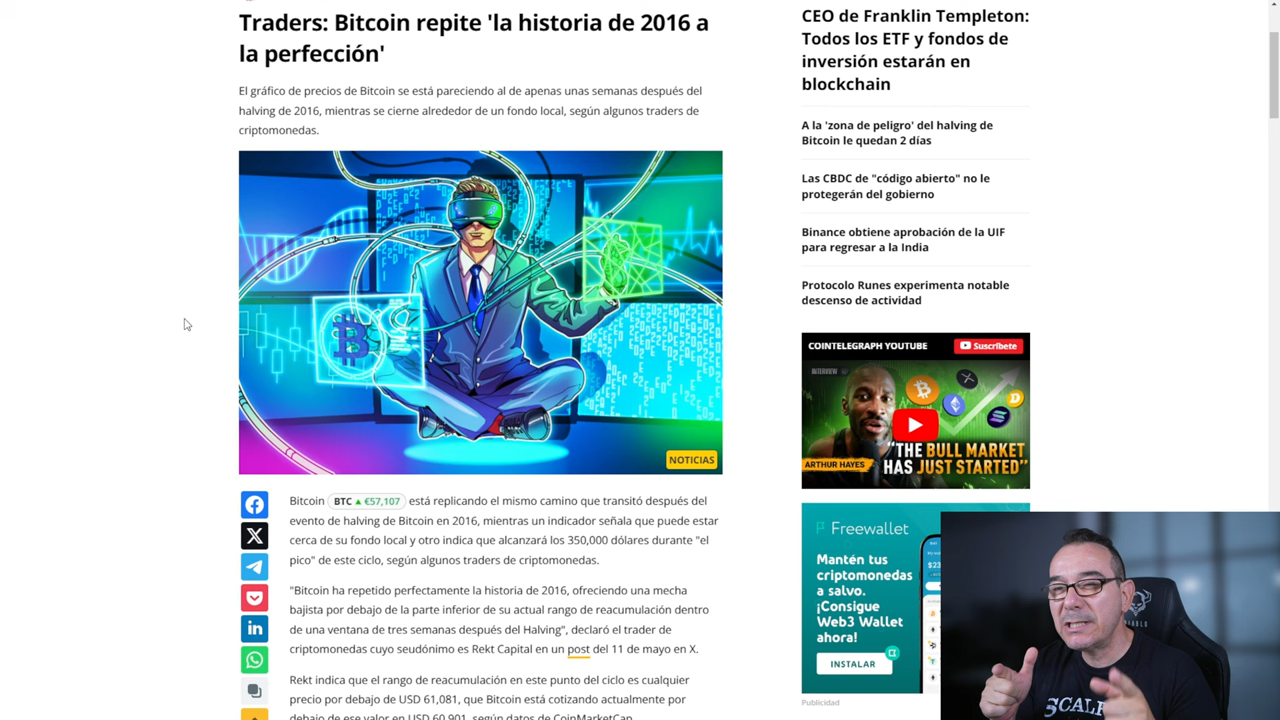 Traders: Bitcoin repite 'la historia de 2016 a
la perfección'
El gráfico de precios de Bitcoin se está pareciendo al de apenas unas semanas después del
halving de 2016, mientras se cierne alrededor de un fondo local, según algunos traders de
criptomonedas.
NOTICIAS
Bitcoin BTC ▲ €57,107 está replicando el mismo camino que transitó después del
evento de halving de Bitcoin en 2016, mientras un indicador señala que puede estar
cerca de su fondo local y otro indica que alcanzará los 350,000 dólares durante "el
pico" de este ciclo, según algunos traders de criptomonedas.
"Bitcoin ha repetido perfectamente la historia de 2016, ofreciendo una mecha
bajista por debajo de la parte inferior de su actual rango de reacumulación dentro
de una ventana de tres semanas después del Halving", declaró el trader de
criptomonedas cuyo seudónimo es Rekt Capital en un post del 11 de mayo en X.
Rekt indica que el rango de reacumulación en este punto del ciclo es cualquier
precio por debajo de USD 61,081, que Bitcoin está cotizando actualmente por
debajo de ese valor en USD 60,901, según datos de CoinMarketCap.
CEO de Franklin Templeton:
Todos los ETF y fondos de
inversión estarán en
blockchain
A la 'zona de peligro' del halving de
Bitcoin le quedan 2 días
Las CBDC de "código abierto" no le
protegerán del gobierno
Binance obtiene aprobación de la UIF
para regresar a la India
Protocolo Runes experimenta notable
descenso de actividad
COINTELEGRAPH YOUTUBE
Suscríbete
INTERVIEW
ARTHUR HAYES
"THE BULL MARKET
HAS JUST STARTED"
Freewallet
Mantén tus
criptomonedas
a salvo.
¡Consigue
Web3 Wallet
ahora!
INSTALAR
Publicidad
DIABLO